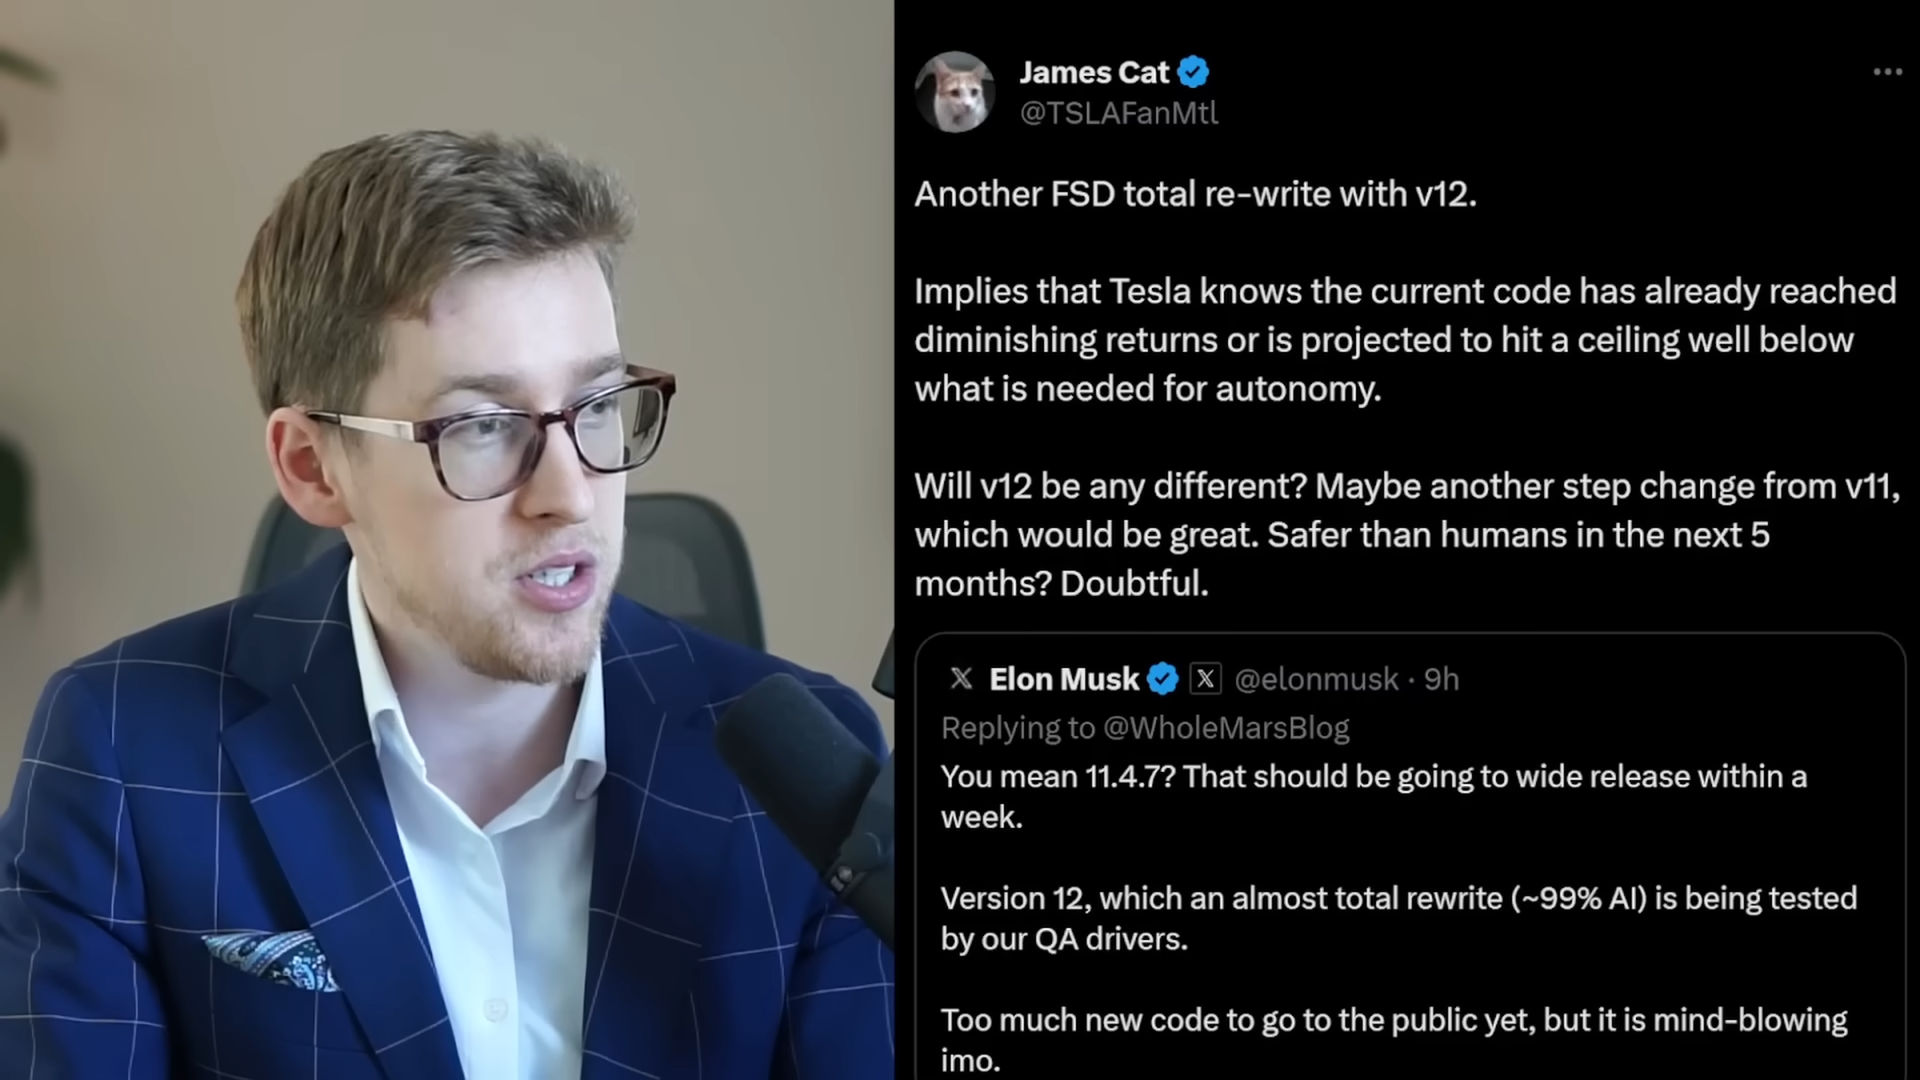 James Cat
@TSLAFanMtl
Another FSD total re-write with v12.
Implies that Tesla knows the current code has already reached
diminishing returns or is projected to hit a ceiling well below
what is needed for autonomy.
Will v12 be any different? Maybe another step change from v11,
which would be great. Safer than humans in the next 5
months? Doubtful.
Elon Musk X @elonmusk · 9h
Replying to @WholeMarsBlog
You mean 11.4.7? That should be going to wide release within a
week.
Version 12, which an almost total rewrite (~99% AI) is being tested
by our QA drivers.
Too much new code to go to the public yet, but it is mind-blowing
imo.